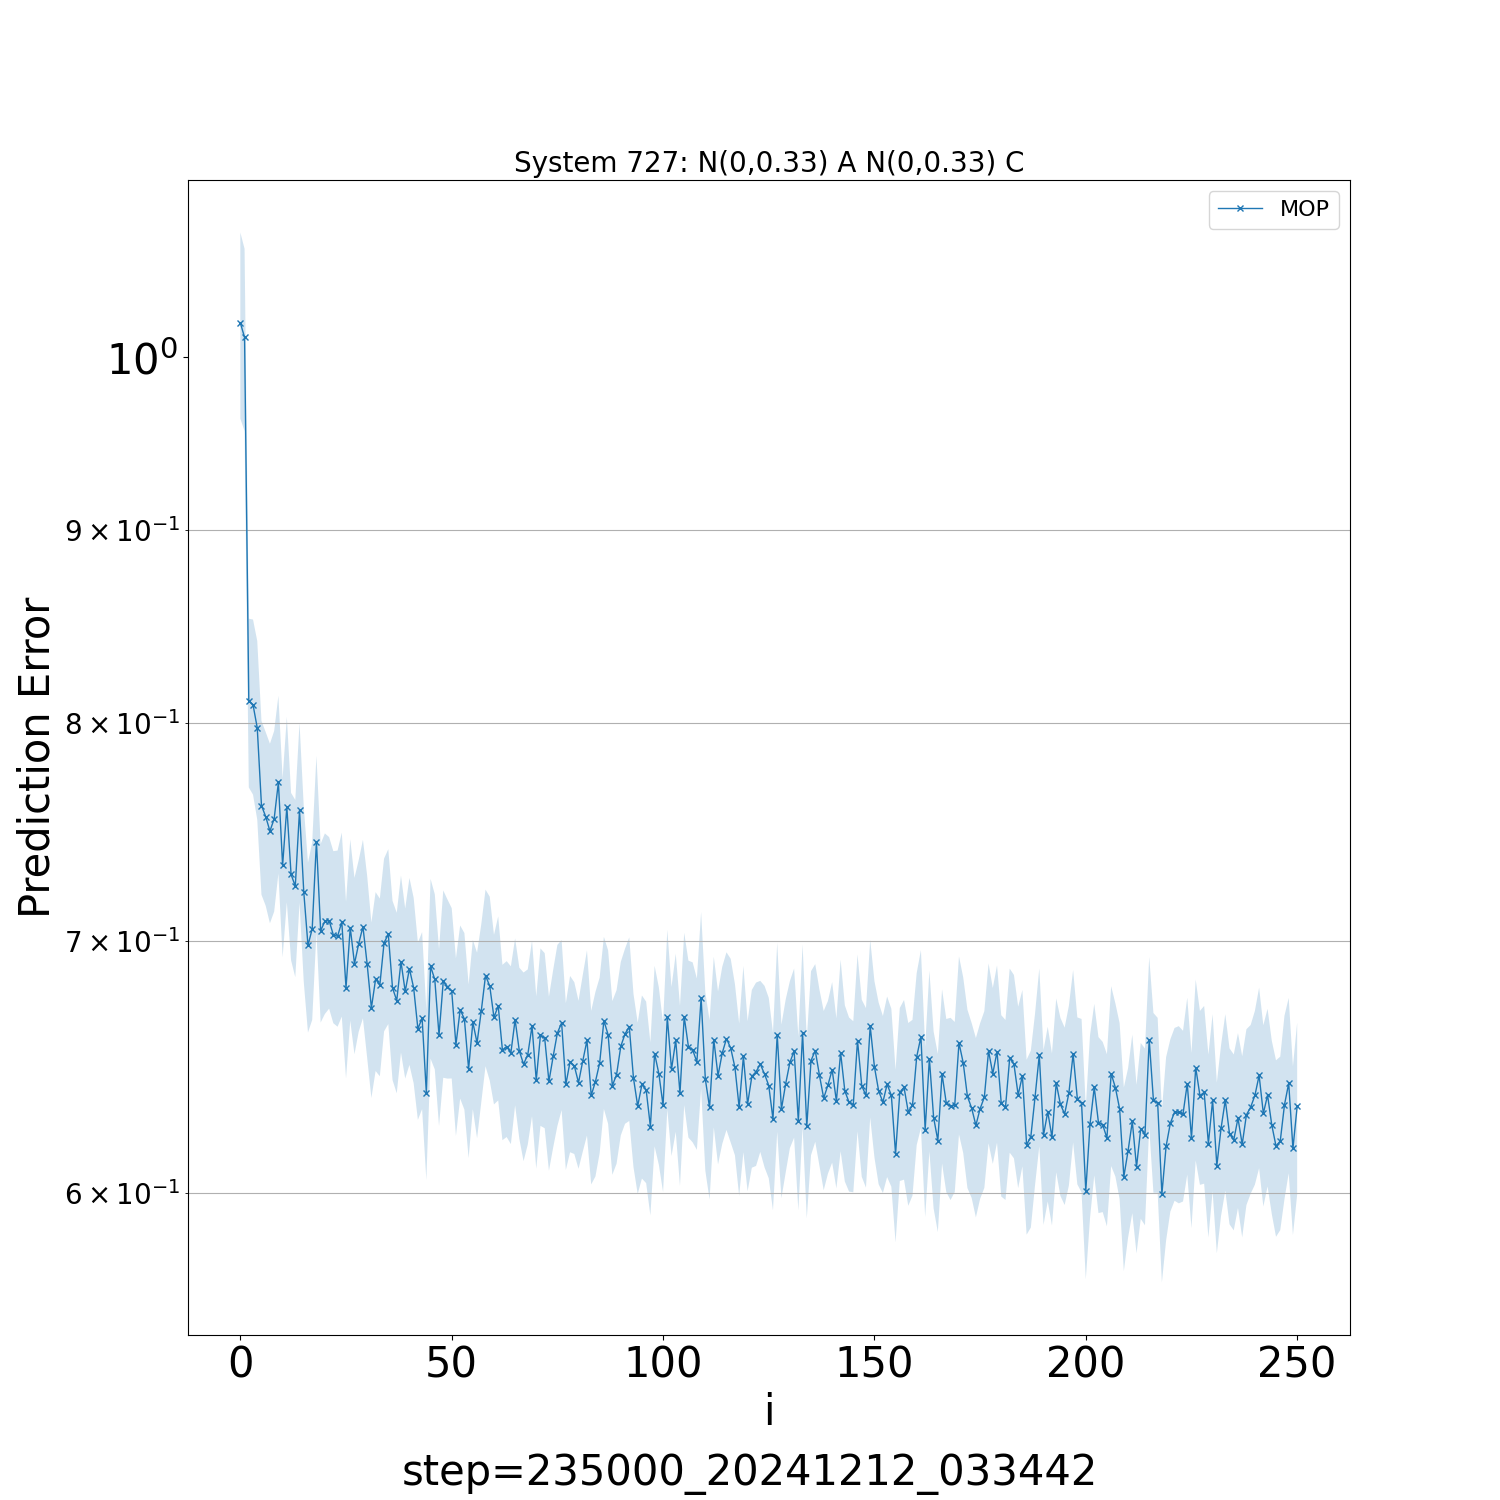 System 727: N(0,0.33) A N(0,0.33) C
MOP
10⁰
9 × 10⁻¹
8 × 10⁻¹
7 × 10⁻¹
6 × 10⁻¹
Prediction Error
0 50 100 150 200 250
i
step=235000_20241212_033442